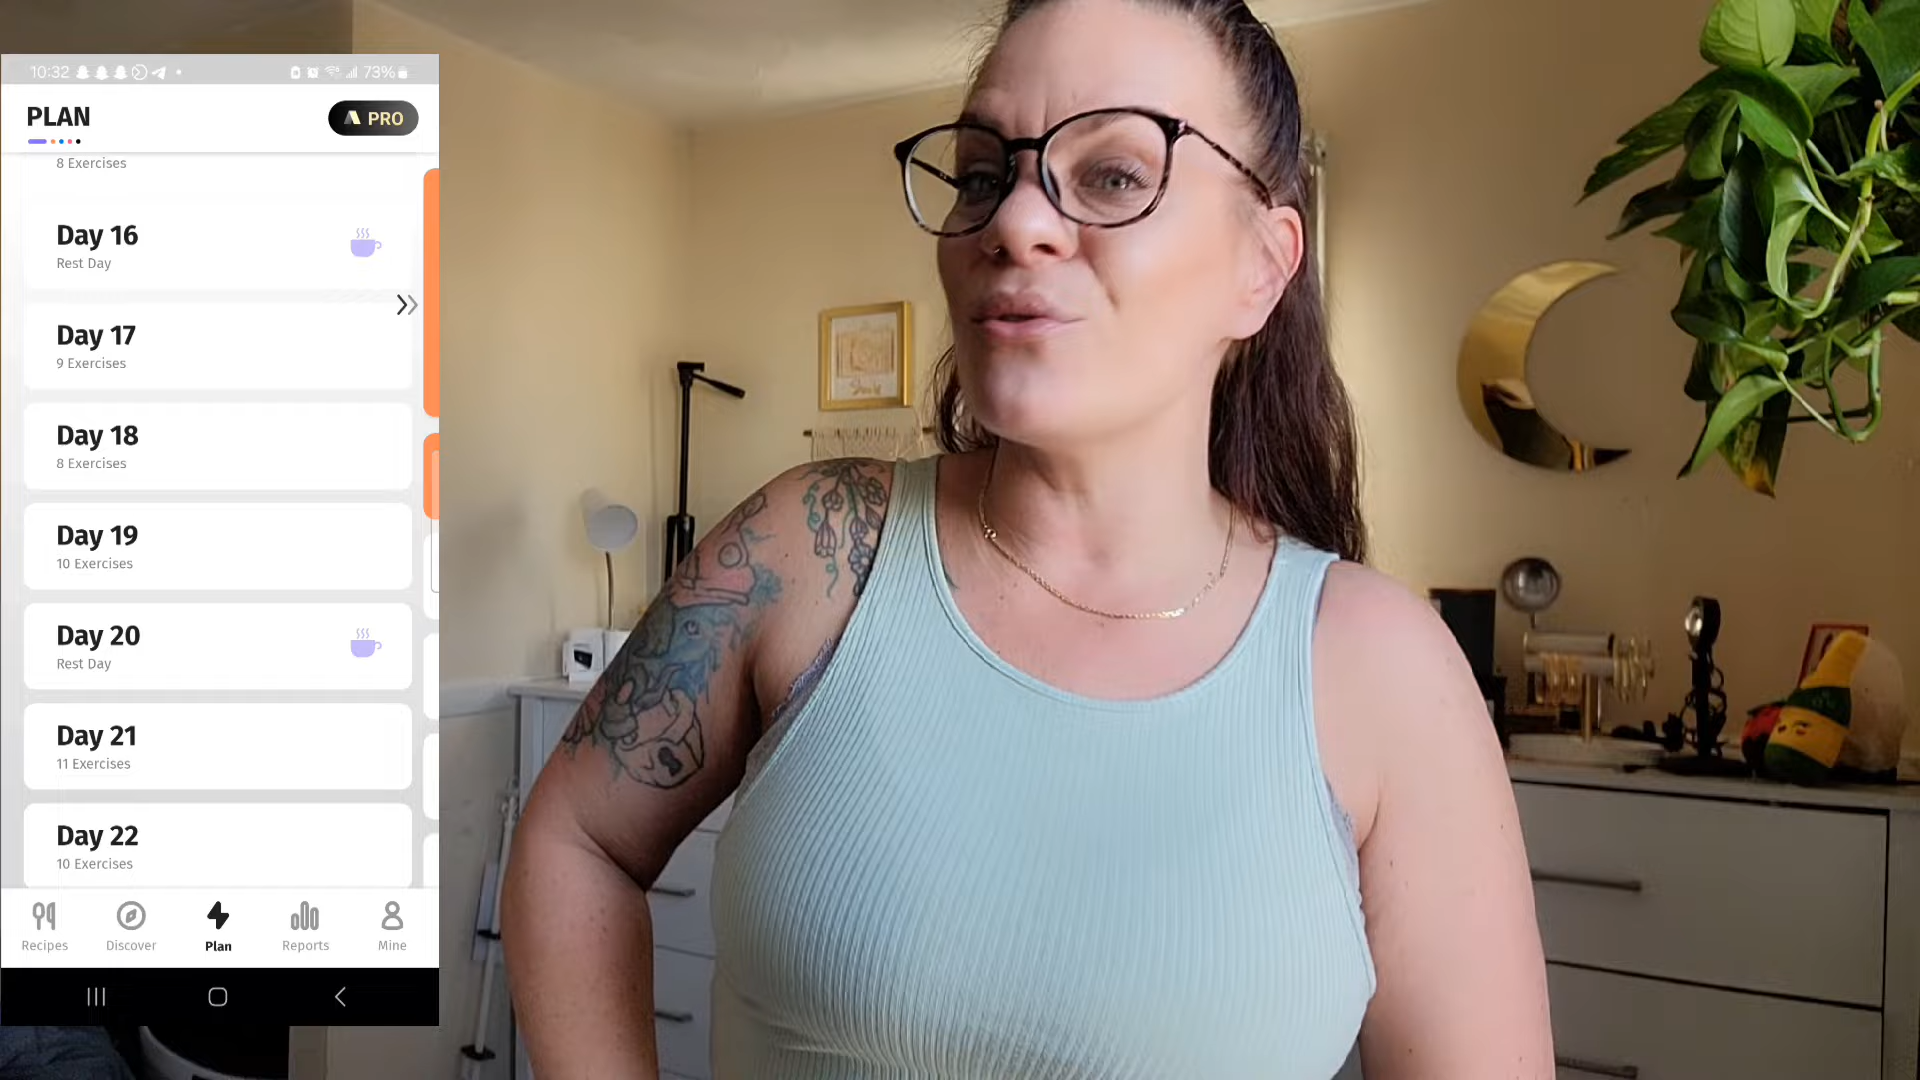 10:32 73%
PLAN PRO
8 Exercises
Day 16
Rest Day
Day 17
9 Exercises
Day 18
8 Exercises
Day 19
10 Exercises
Day 20
Rest Day
Day 21
11 Exercises
Day 22
10 Exercises
Recipes Discover Plan Reports Mine